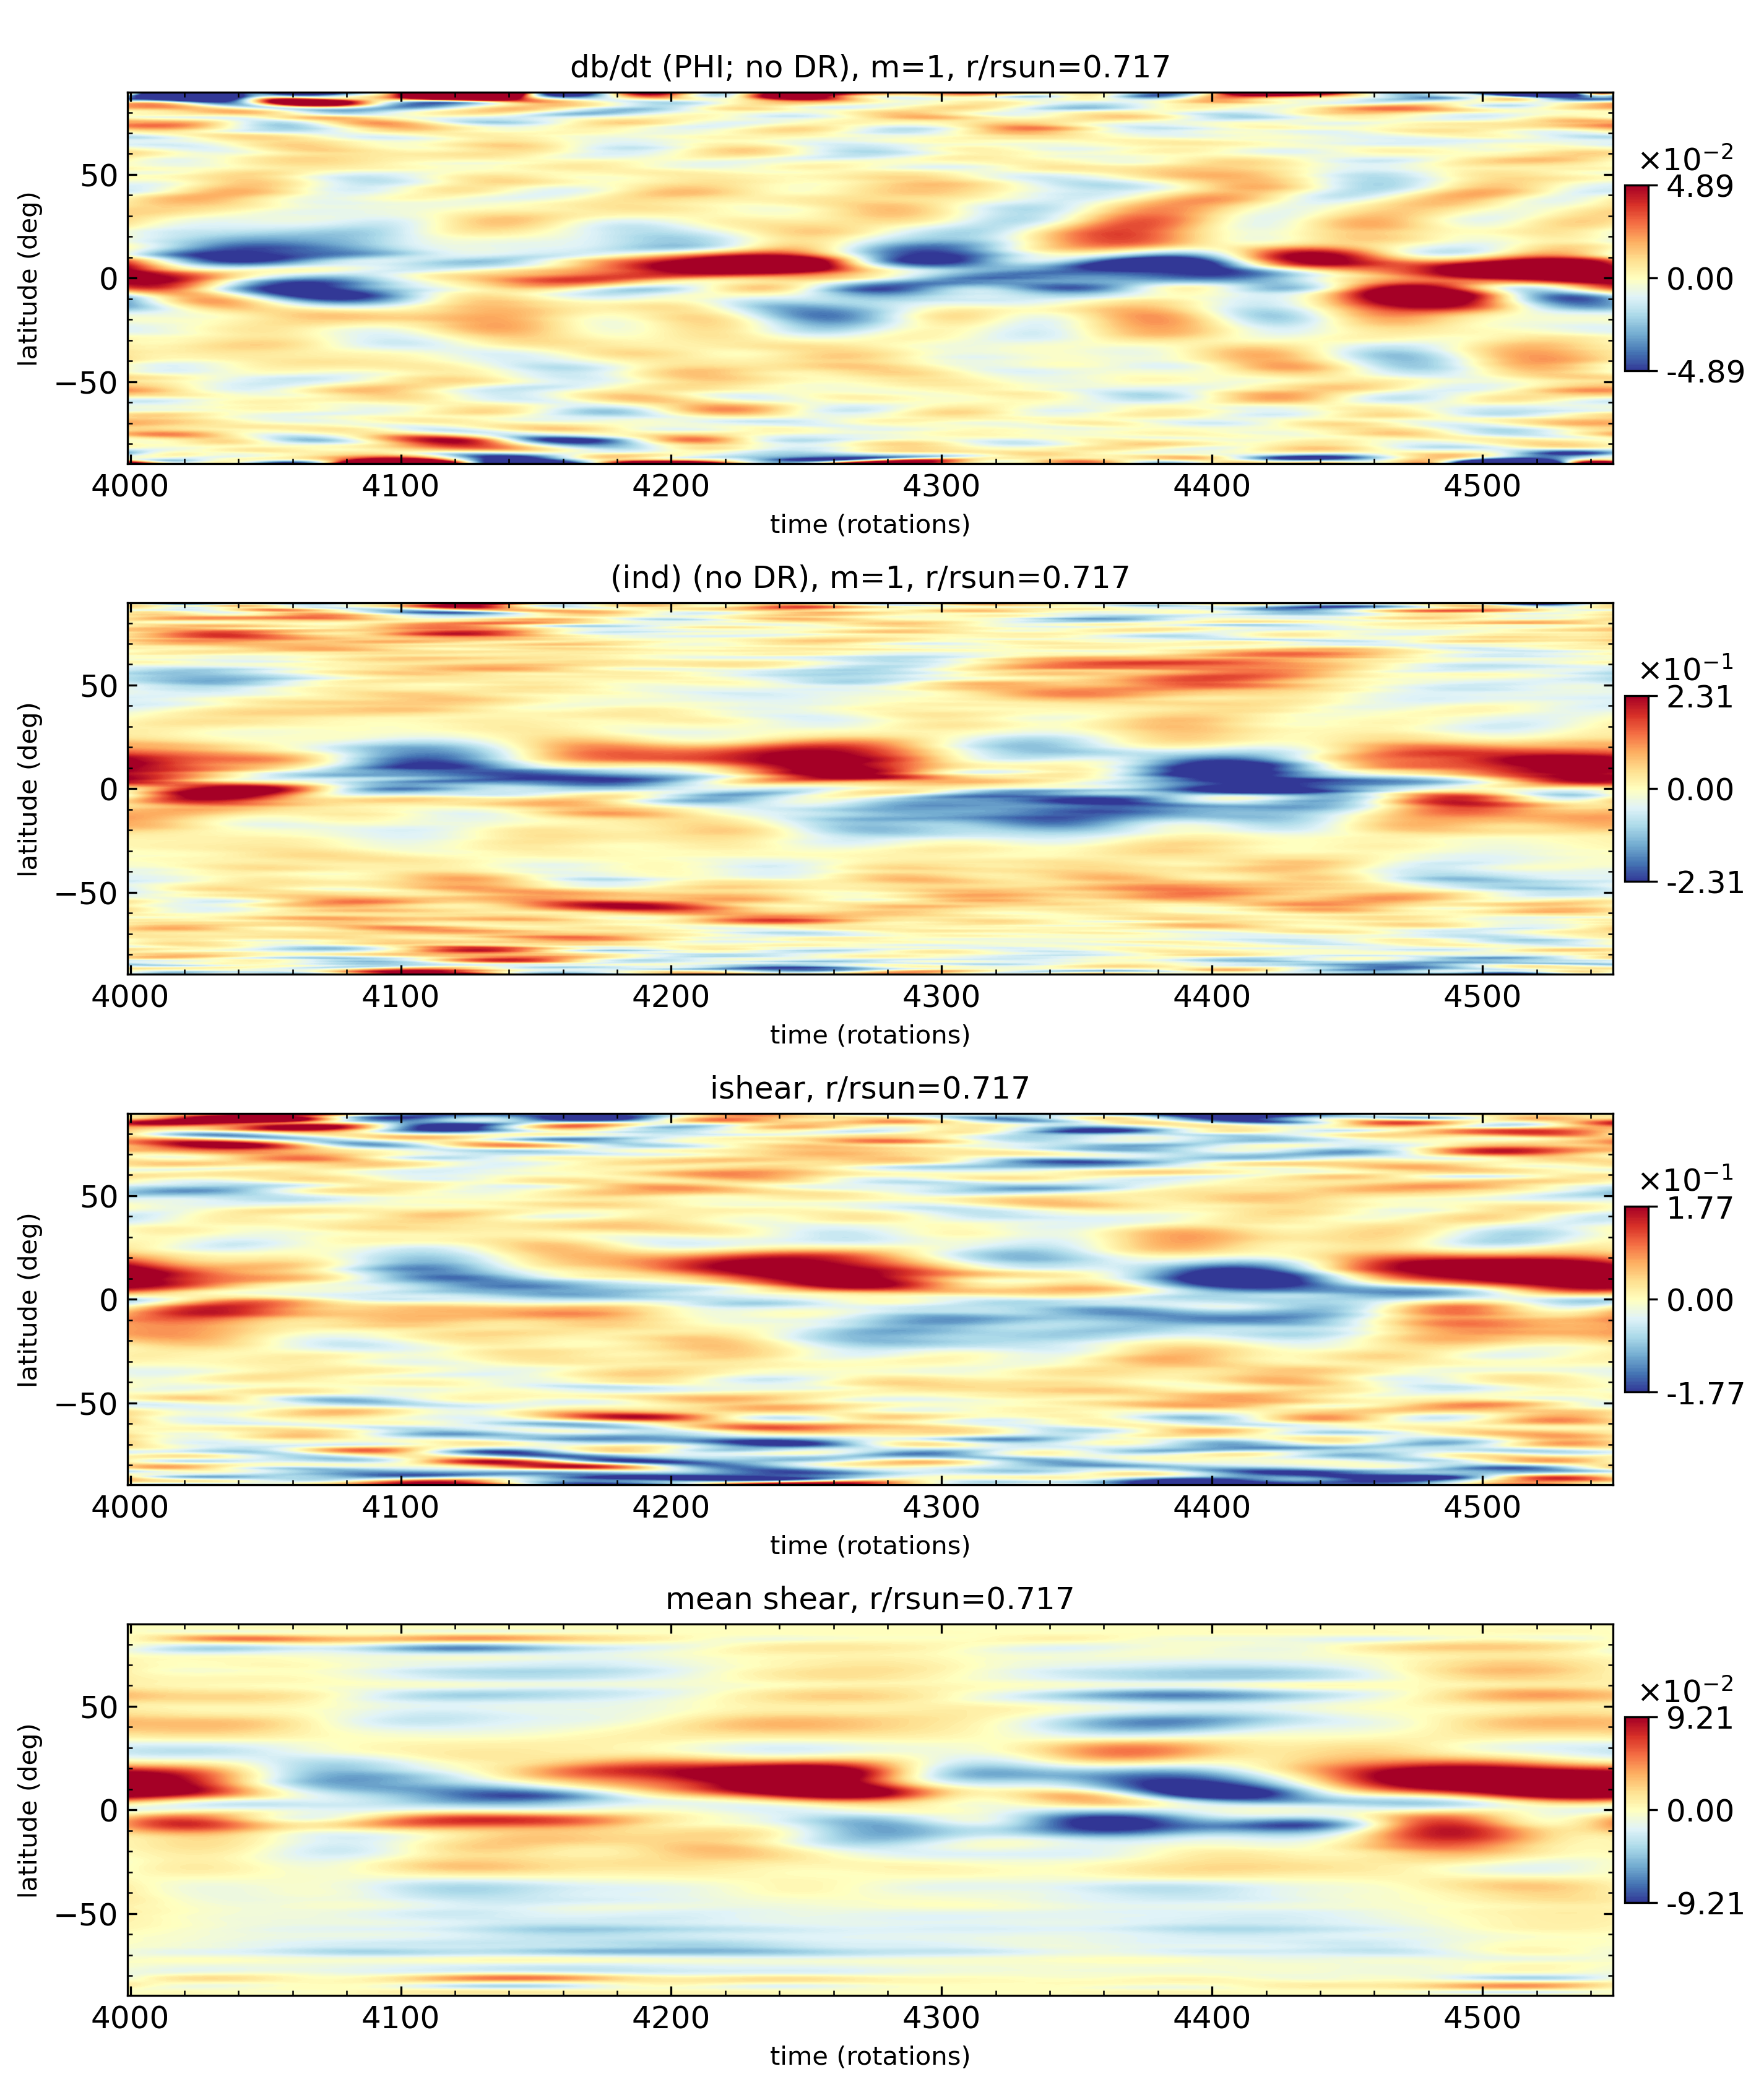 db/dt (PHI; no DR), m=1, r/rsun=0.717
×10⁻²
4.89
0.00
-4.89
50
0
−50
latitude (deg)
4000 4100 4200 4300 4400 4500
time (rotations)
(ind) (no DR), m=1, r/rsun=0.717
×10⁻¹
2.31
0.00
-2.31
50
0
−50
latitude (deg)
4000 4100 4200 4300 4400 4500
time (rotations)
ishear, r/rsun=0.717
×10⁻¹
1.77
0.00
-1.77
50
0
−50
latitude (deg)
4000 4100 4200 4300 4400 4500
time (rotations)
mean shear, r/rsun=0.717
×10⁻²
9.21
0.00
-9.21
50
0
−50
latitude (deg)
4000 4100 4200 4300 4400 4500
time (rotations)